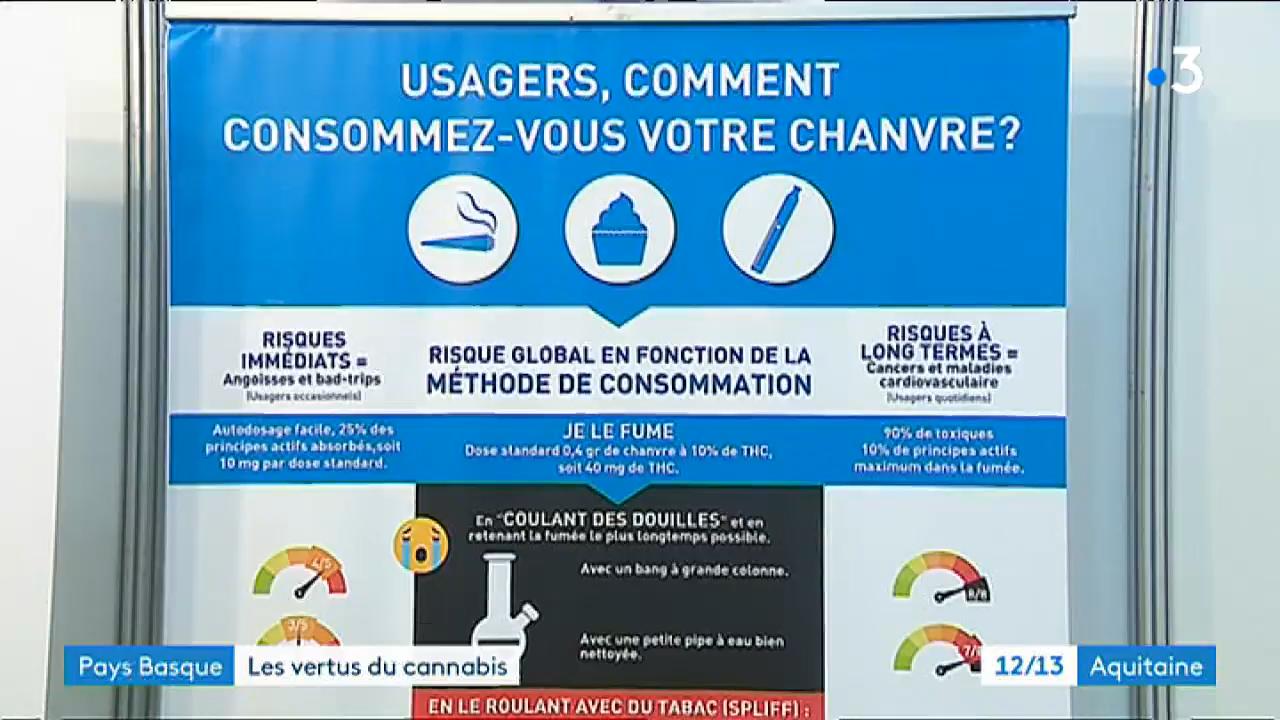 3
USAGERS, COMMENT
CONSOMMEZ-VOUS VOTRE CHANVRE?
RISQUES
IMMÉDIATS =
Angoisses et bad-trips
(Usagers occasionnels)
RISQUE GLOBAL EN FONCTION DE LA
MÉTHODE DE CONSOMMATION
RISQUES À
LONG TERMES =
Cancers et maladies
cardiovasculaire
(Usagers quotidiens)
Autodosage facile, 25% des
principes actifs absorbés,soit
10 mg par dose standard.
JE LE FUME
Dose standard 0,4 gr de chanvre à 10% de THC,
soit 40 mg de THC.
90% de toxiques
10% de principes actifs
maximum dans la fumée.
En "COULANT DES DOUILLES" et en
retenant la fumée le plus longtemps possible.
Avec un bang à grande colonne.
4/5
8/8
Avec une petite pipe à eau bien
nettoyée.
3/5
EN LE ROULANT AVEC DU TABAC (SPLIFF) :
Pays Basque
Les vertus du cannabis
12/13
Aquitaine